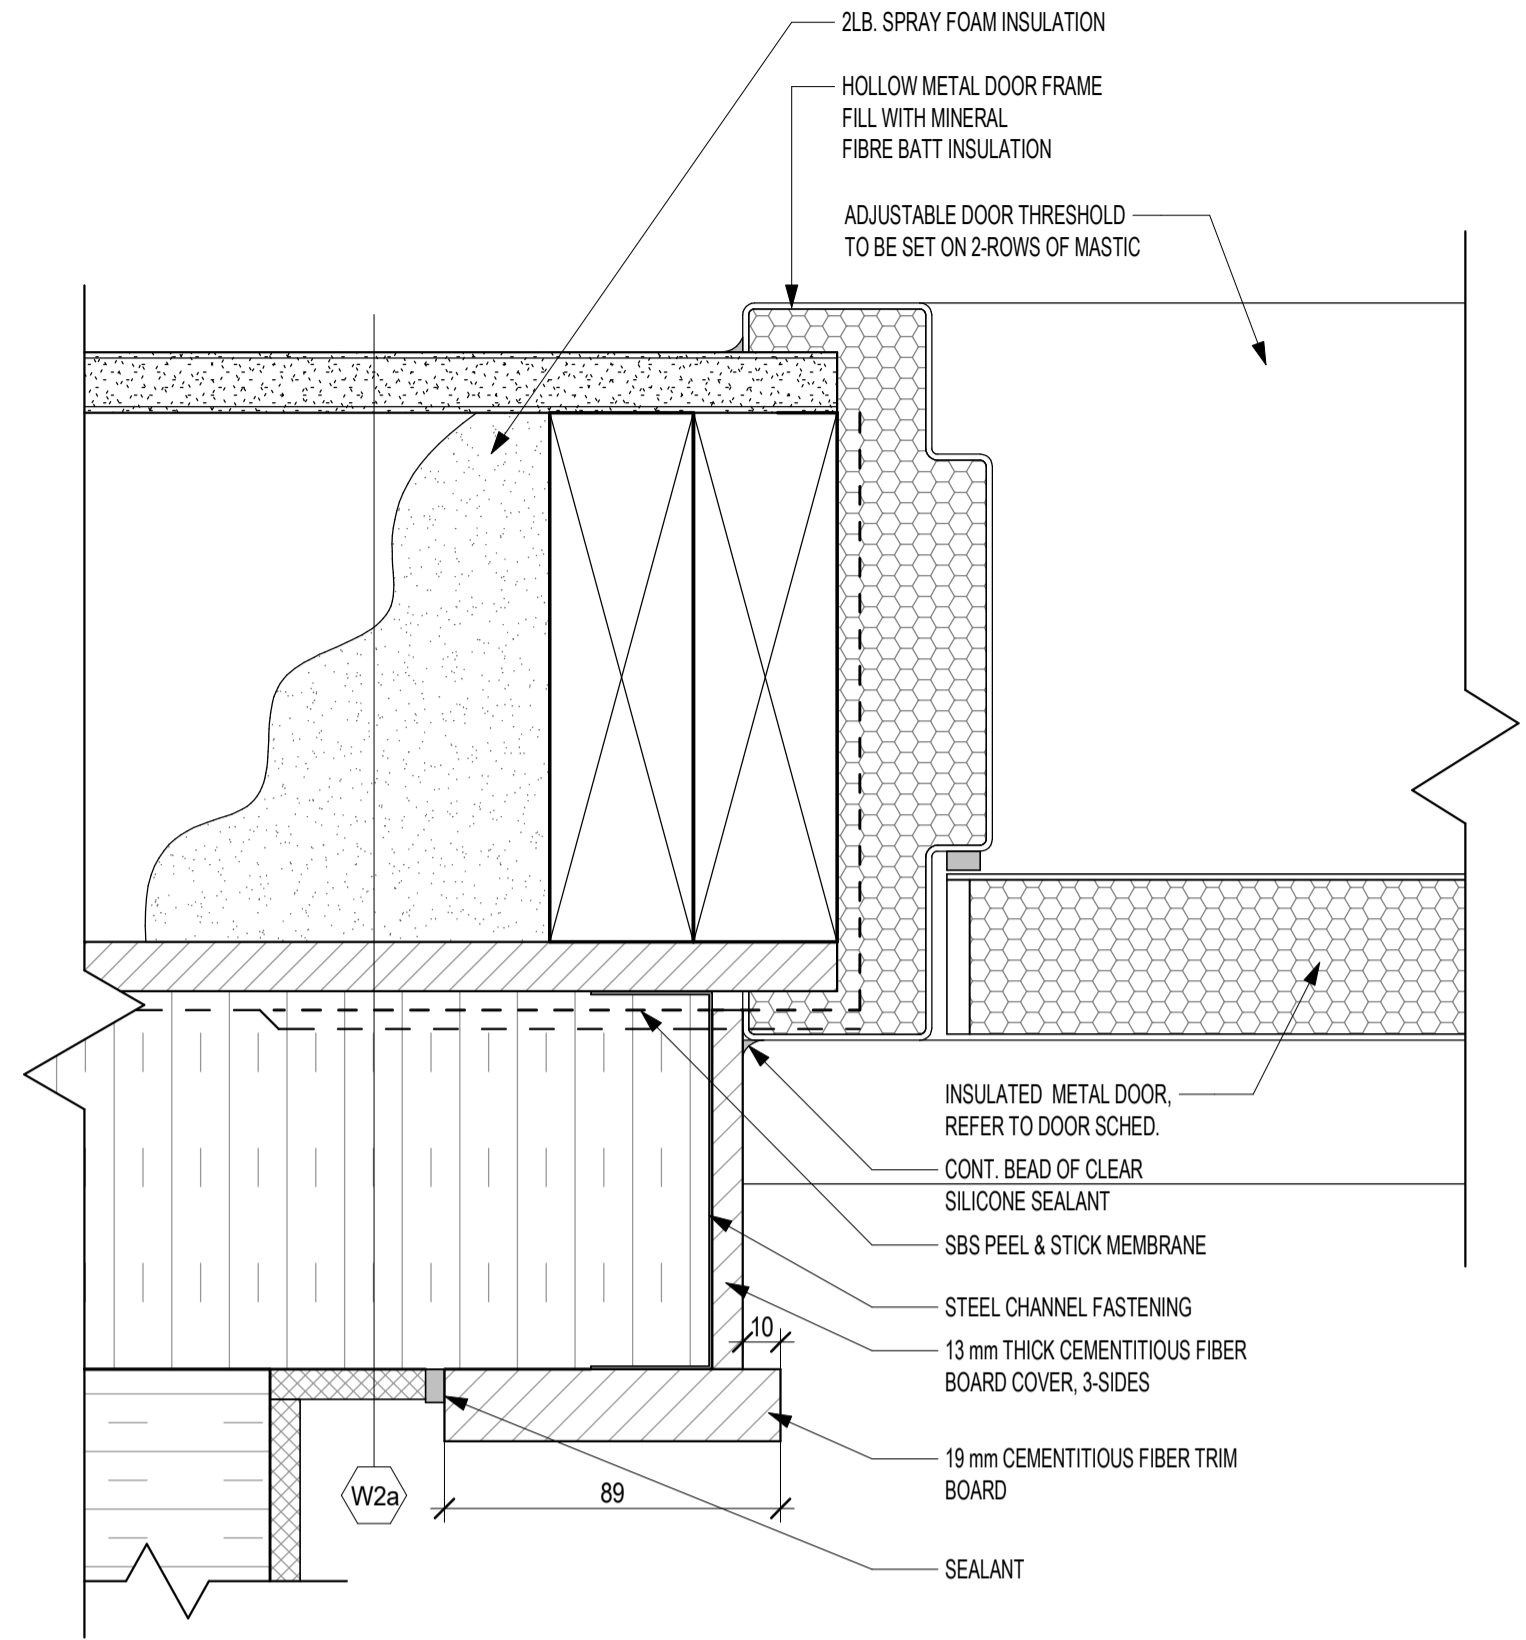 2LB. SPRAY FOAM INSULATION
HOLLOW METAL DOOR FRAME
FILL WITH MINERAL
FIBRE BATT INSULATION
ADJUSTABLE DOOR THRESHOLD
TO BE SET ON 2-ROWS OF MASTIC
INSULATED METAL DOOR,
REFER TO DOOR SCHED.
CONT. BEAD OF CLEAR
SILICONE SEALANT
SBS PEEL & STICK MEMBRANE
STEEL CHANNEL FASTENING
10
13 mm THICK CEMENTITIOUS FIBER
BOARD COVER, 3-SIDES
19 mm CEMENTITIOUS FIBER TRIM
BOARD
89
W2a
SEALANT